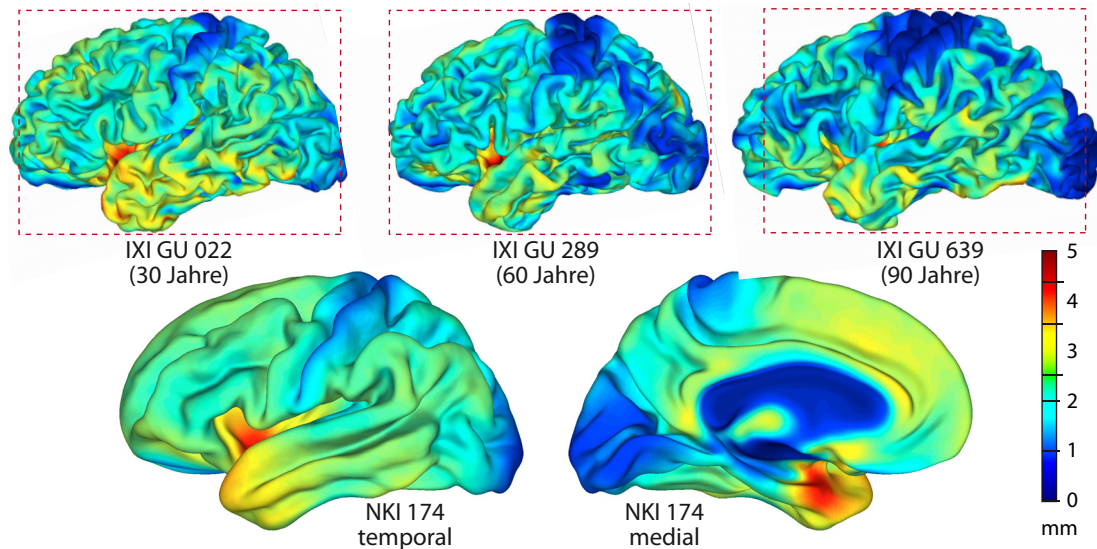 IXI GU 022
(30 Jahre)
IXI GU 289
(60 Jahre)
IXI GU 639
(90 Jahre)
5
4
3
2
1
0
mm
NKI 174
temporal
NKI 174
medial